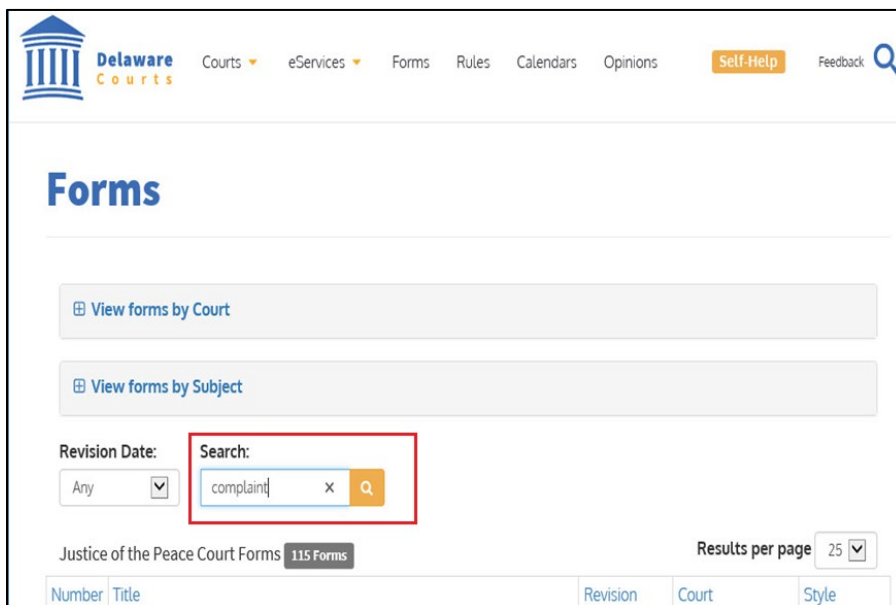 Delaware
Courts
Courts eServices Forms Rules Calendars Opinions Self-Help Feedback
Forms
View forms by Court
View forms by Subject
Revision Date: Search:
Any complaint
Justice of the Peace Court Forms 115 Forms Results per page 25
Number Title Revision Court Style